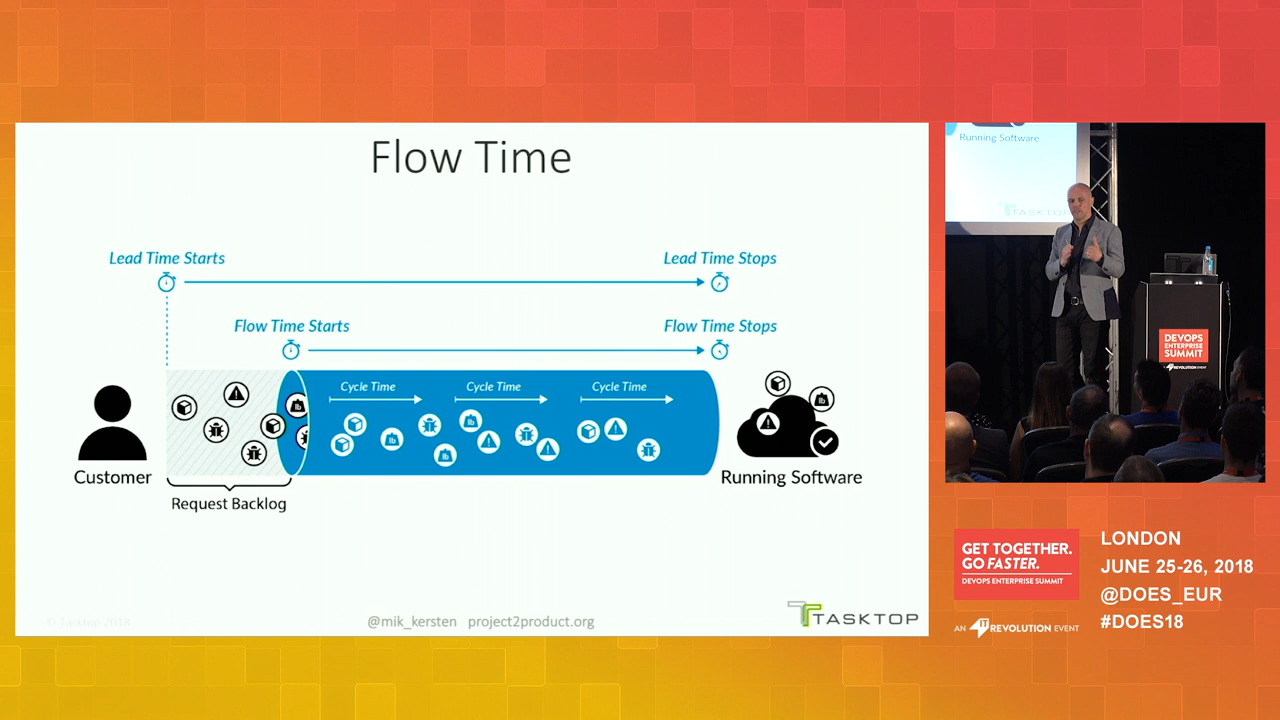 Flow Time
Lead Time Starts
Lead Time Stops
Flow Time Starts
Flow Time Stops
Cycle Time
Cycle Time
Cycle Time
Customer
Running Software
Request Backlog
© Tasktop 2018
@mik_kersten project2product.org
TASKTOP
Running Software
TASKTOP
DEVOPS
ENTERPRISE
SUMMIT
GET TOGETHER.
GO FASTER.
DEVOPS ENTERPRISE SUMMIT
AN IT REVOLUTION EVENT
LONDON
JUNE 25-26, 2018
@DOES_EUR
#DOES18